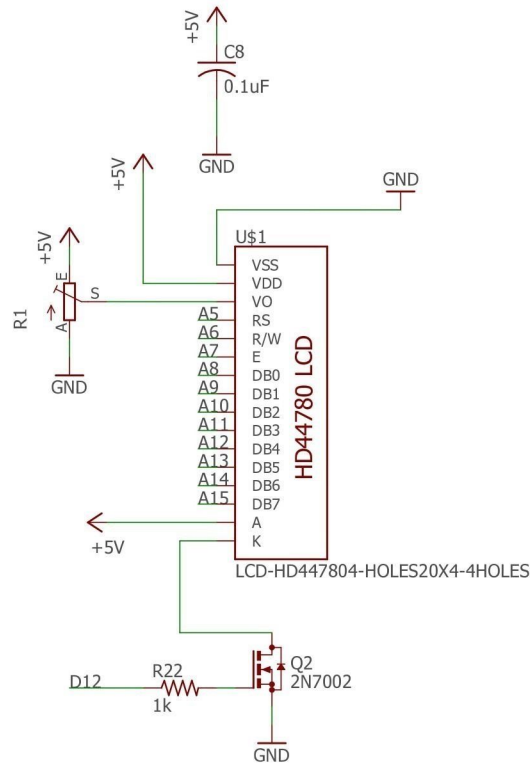 +5V
C8
0.1uF
GND
+5V
GND
U$1
+5V
E
S
A
R1
GND
VSS
VDD
VO
A5 RS
A6 R/W
A7 E
A8 DB0
A9 DB1
A10 DB2
A11 DB3
A12 DB4
A13 DB5
A14 DB6
A15 DB7
A
K
HD44780 LCD
+5V
LCD-HD447804-HOLES20X4-4HOLES
D12
R22
1k
Q2
2N7002
GND